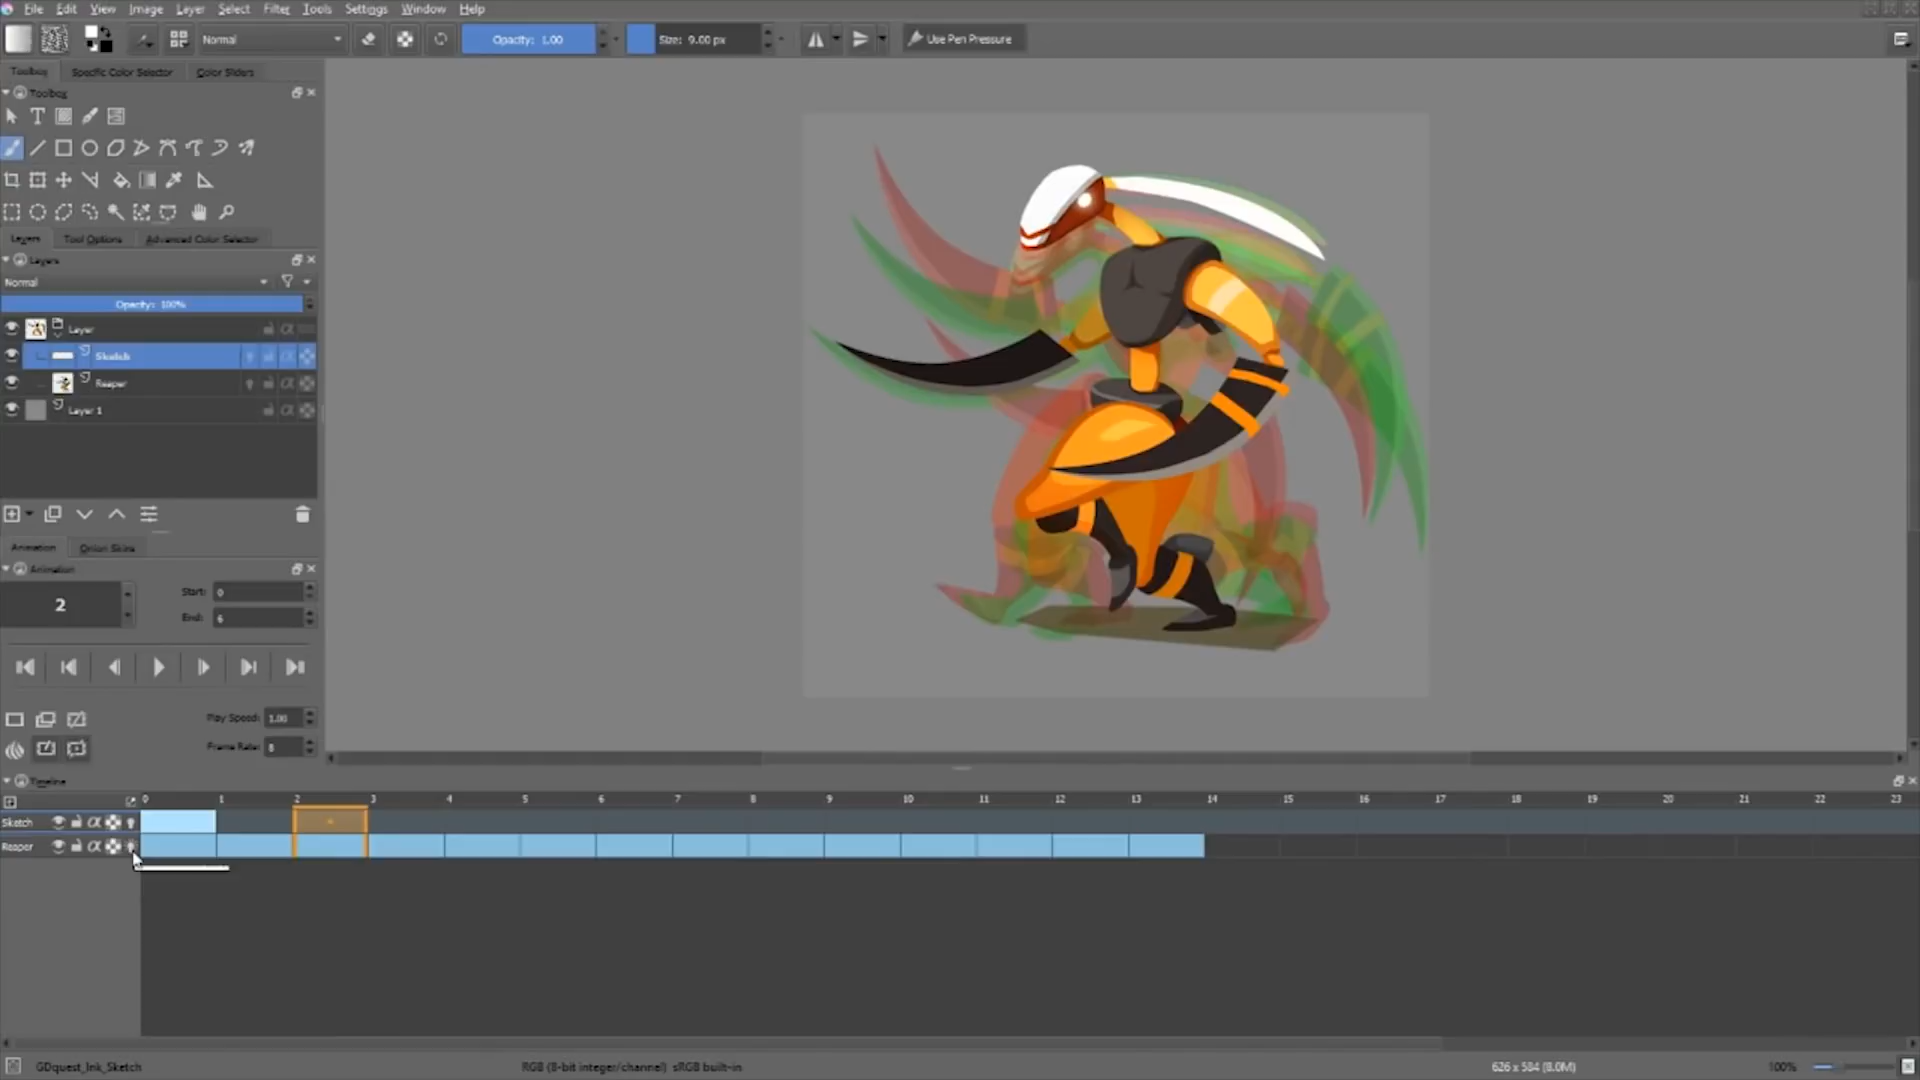 File Edit View Image Layer Select Filter Tools Settings Window Help
Normal Opacity: 1.00 Size: 9.00 px Use Pen Pressure
Toolbox Specific Color Selector Color Sliders
Toolbox
Layers Tool Options Advanced Color Selector
Layers
Normal
Opacity: 100%
Layer
Sketch
Reaper
Layer 1
Animation Onion Skins
Animation
2 Start: 0
End: 6
Play Speed: 1.00
Frame Rate: 8
Timeline
0 1 2 3 4 5 6 7 8 9 10 11 12 13 14 15 16 17 18 19 20 21 22 23
Sketch
Reaper
GDquest_Ink_Sketch RGB (8-bit integer/channel) sRGB built-in 626 x 584 (8.0M) 100%